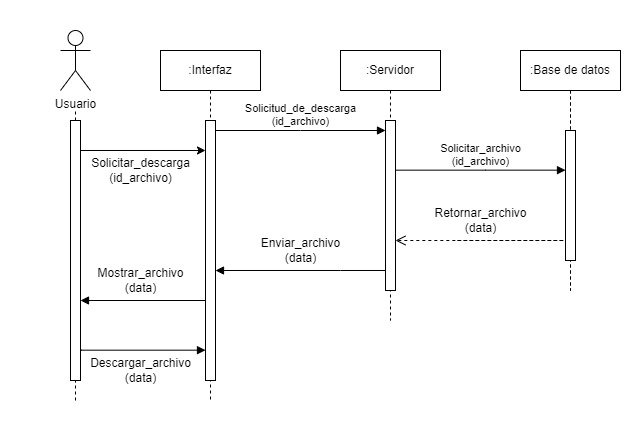 Usuario
:Interfaz
:Servidor
:Base de datos
Solicitud_de_descarga
(id_archivo)
Solicitar_descarga
(id_archivo)
Solicitar_archivo
(id_archivo)
Retornar_archivo
(data)
Enviar_archivo
(data)
Mostrar_archivo
(data)
Descargar_archivo
(data)